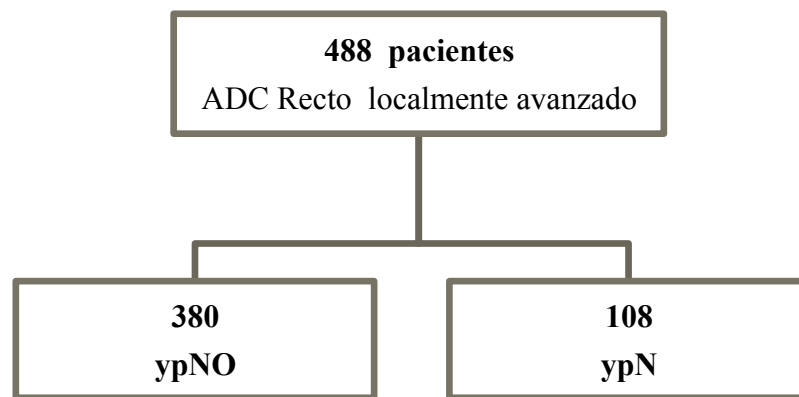 488 pacientes
ADC Recto localmente avanzado
380
ypNO
108
ypN